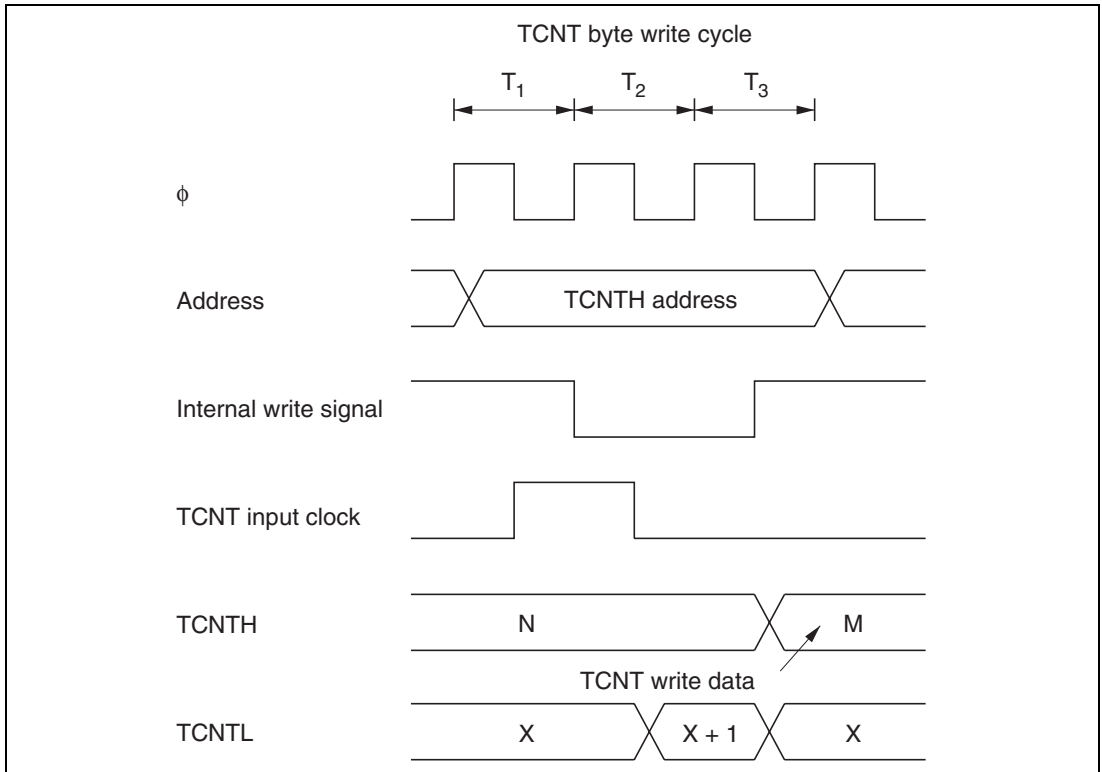 TCNT byte write cycle
T1 T2 T3
φ
Address TCNTH address
Internal write signal
TCNT input clock
TCNTH N M
TCNT write data
TCNTL X X + 1 X